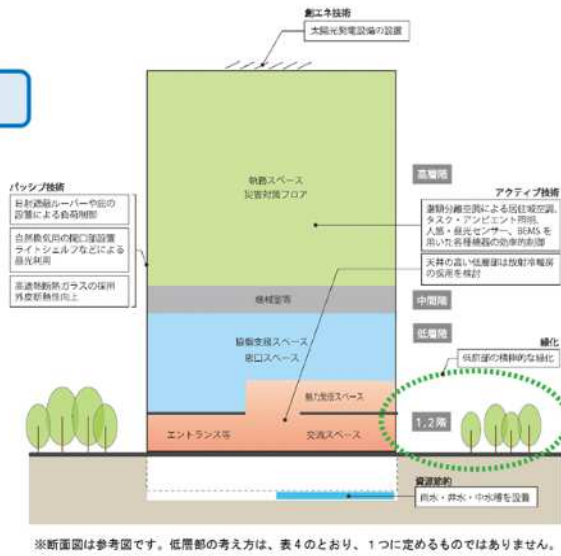 創エネ技術
太陽光発電設備の設置
執務スペース
災害対策フロア
高層階
パッシブ技術
日射遮蔽ルーバーや庇の
設置による負荷抑制
自然換気用の開口部設置
ライトシェルフなどによる
昼光利用
高遮熱断熱ガラスの採用
外皮断熱性向上
アクティブ技術
潜顕分離空調による居住域空調、
タスク・アンビエント照明、
人感・昼光センサー、BEMS を
用いた各種機器の効率的制御
天井の高い低層部は放射冷暖房
の採用を検討
機械室等
中間階
低層階
協働支援スペース
窓口スペース
緑化
低層部の積極的な緑化
魅力発信スペース
1,2階
エントランス等
交流スペース
資源節約
雨水・井水・中水槽を設置
※断面図は参考図です。低層部の考え方は、表4のとおり、1つに定めるものではありません。